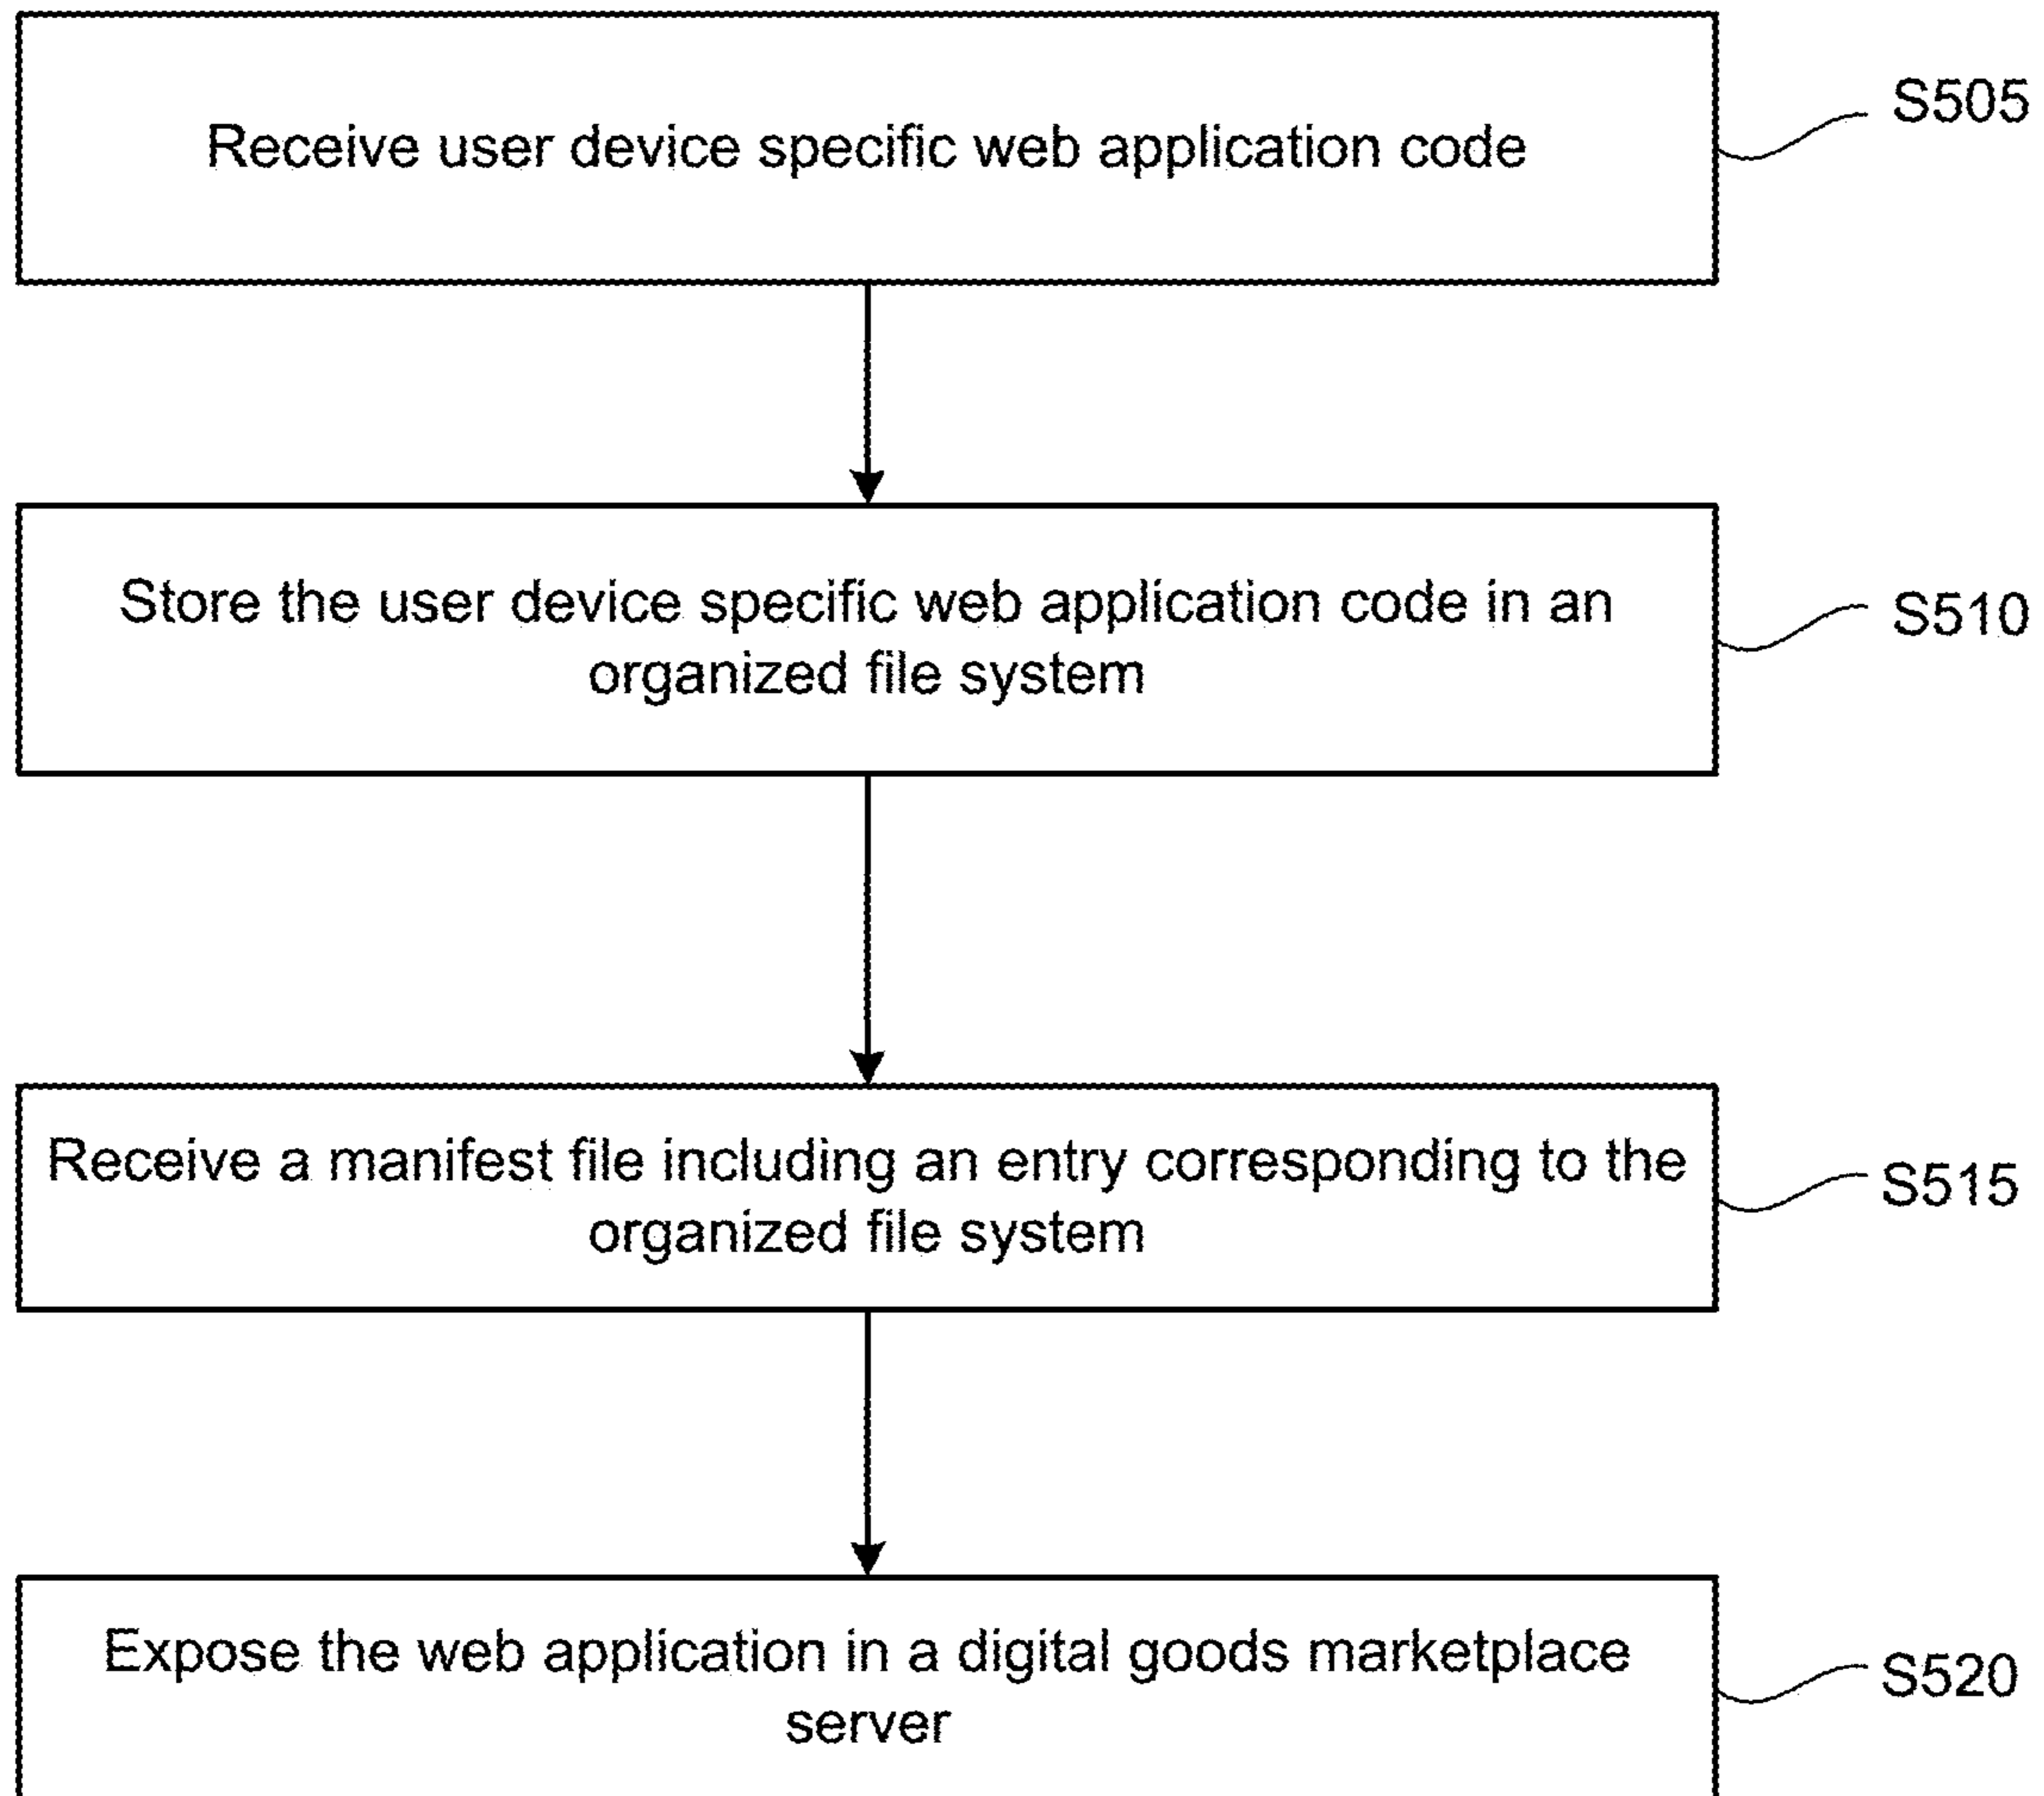 Receive user device specific web application code
S505
Store the user device specific web application code in an
organized file system
S510
Receive a manifest file including an entry corresponding to the
organized file system
S515
Expose the web application in a digital goods marketplace
server
S520